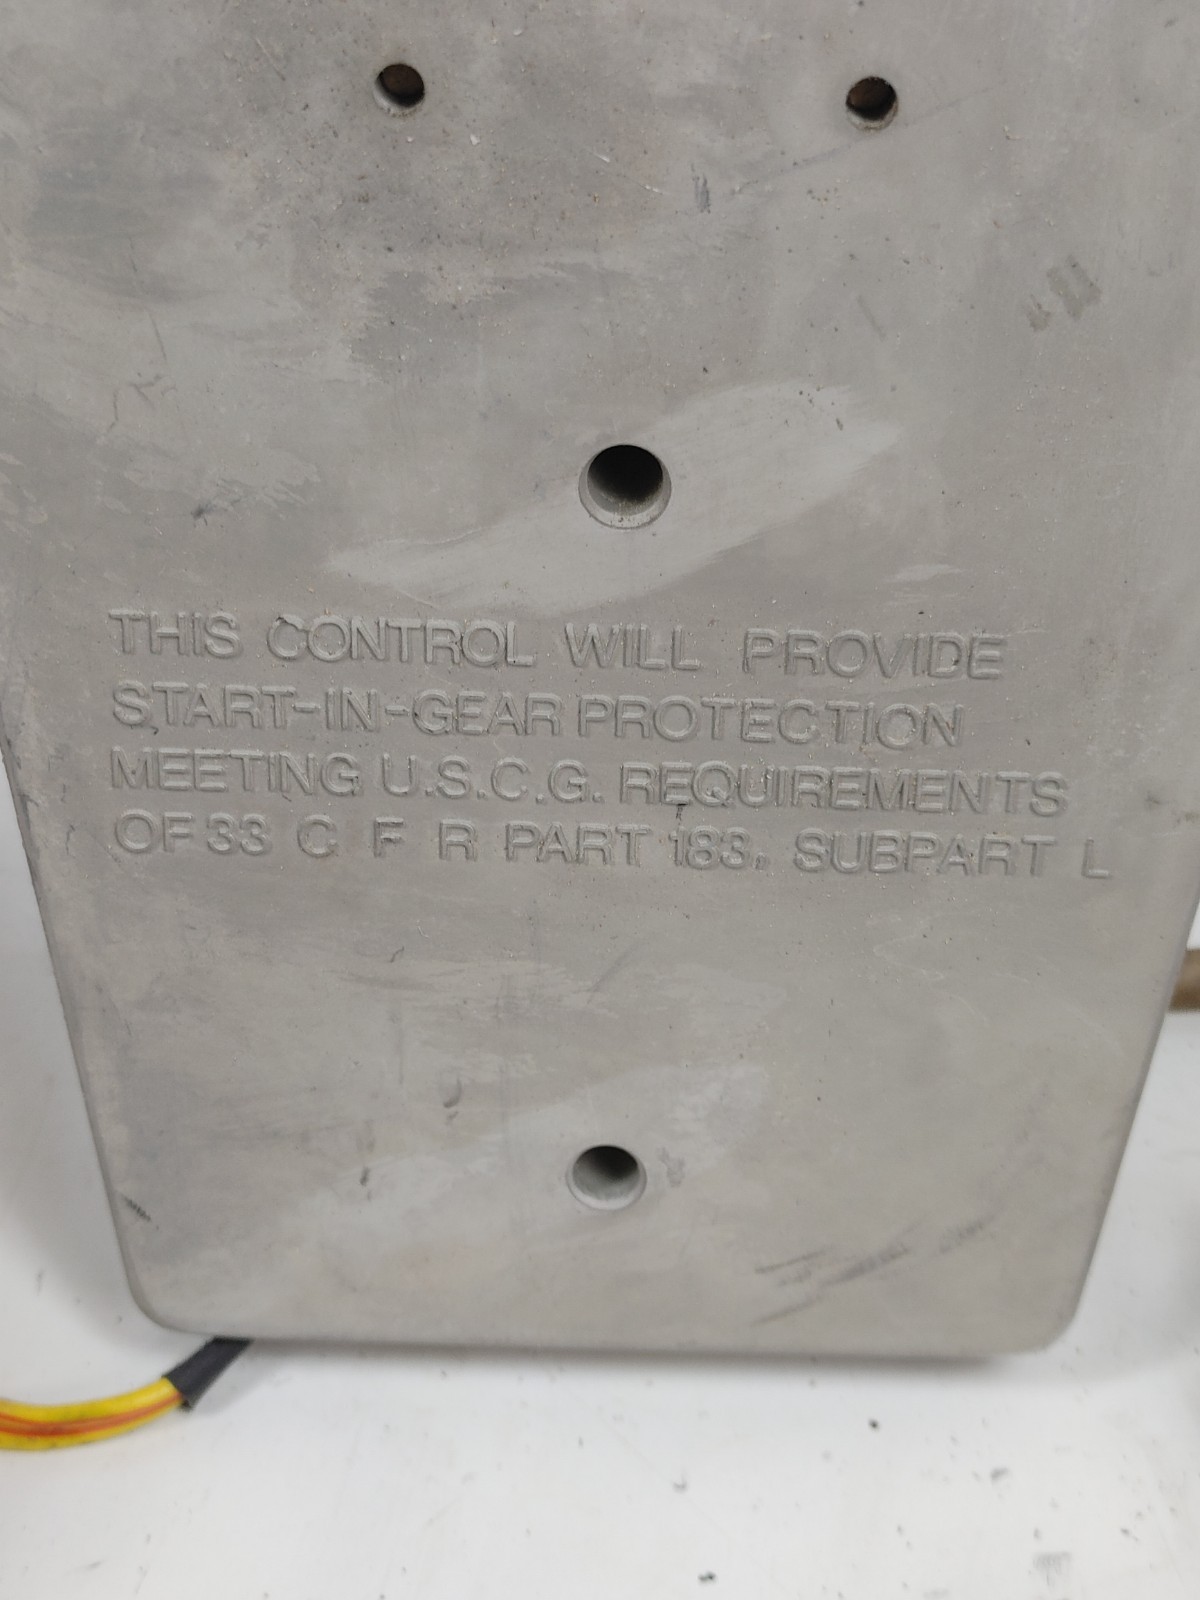 THIS CONTROL WILL PROVIDE
START-IN-GEAR PROTECTION
MEETING U.S.C.G. REQUIREMENTS
OF 33 C F R PART 183, SUBPART L